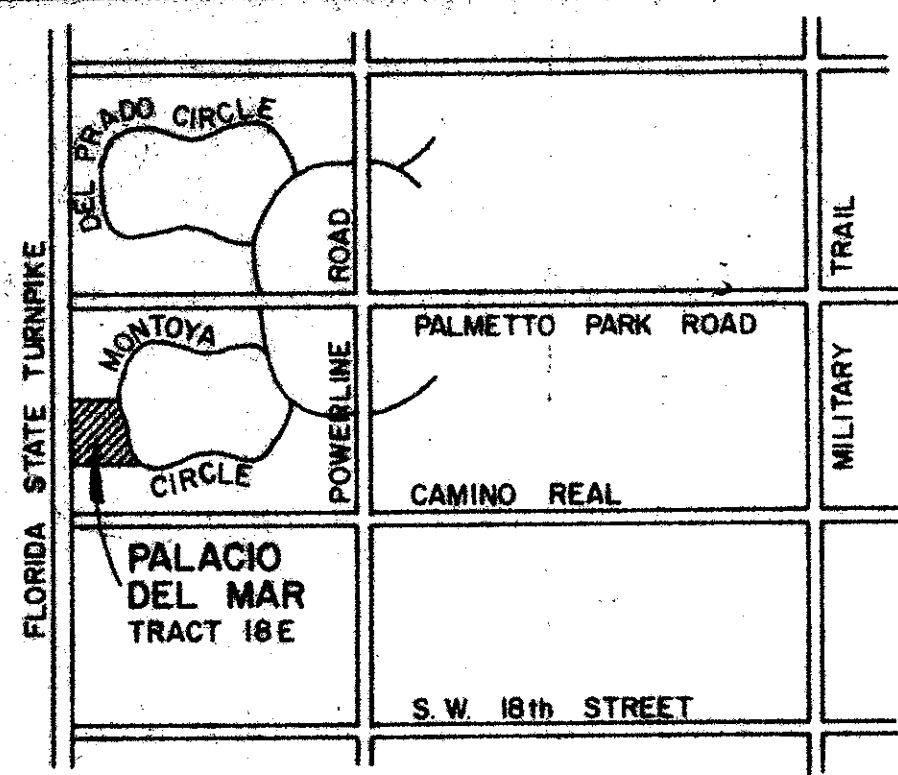 DEL PRADO CIRCLE
FLORIDA STATE TURNPIKE
POWERLINE ROAD
MILITARY TRAIL
PALMETTO PARK ROAD
MONTOYA
CIRCLE
CAMINO REAL
PALACIO
DEL MAR
TRACT 18E
S. W. 18th STREET